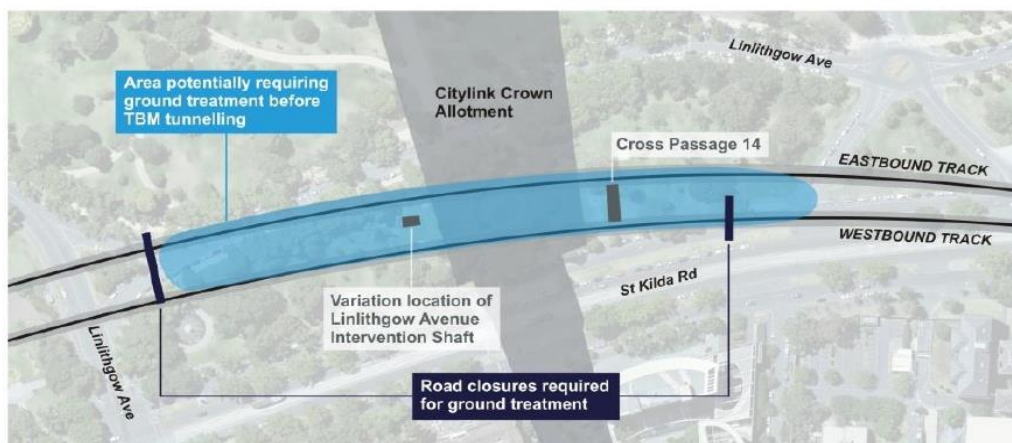 Linlithgow Ave
Area potentially requiring
ground treatment before
TBM tunnelling
Citylink Crown
Allotment
Cross Passage 14
EASTBOUND TRACK
WESTBOUND TRACK
St Kilda Rd
Variation location of
Linlithgow Avenue
Intervention Shaft
Linlithgow Ave
Road closures required
for ground treatment